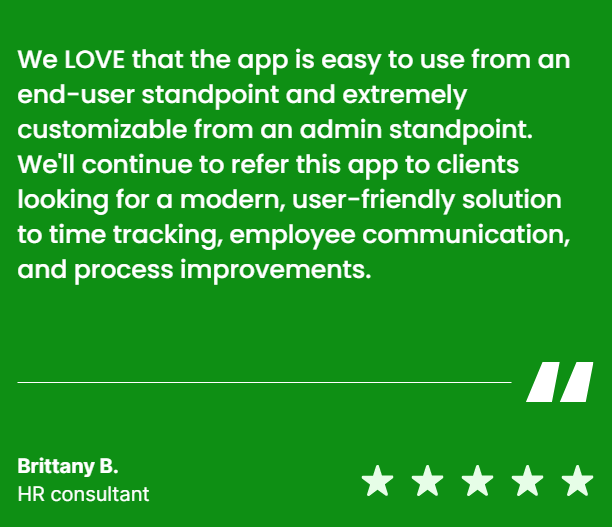 We LOVE that the app is easy to use from an
end-user standpoint and extremely
customizable from an admin standpoint.
We'll continue to refer this app to clients
looking for a modern, user-friendly solution
to time tracking, employee communication,
and process improvements.
Brittany B.
HR consultant